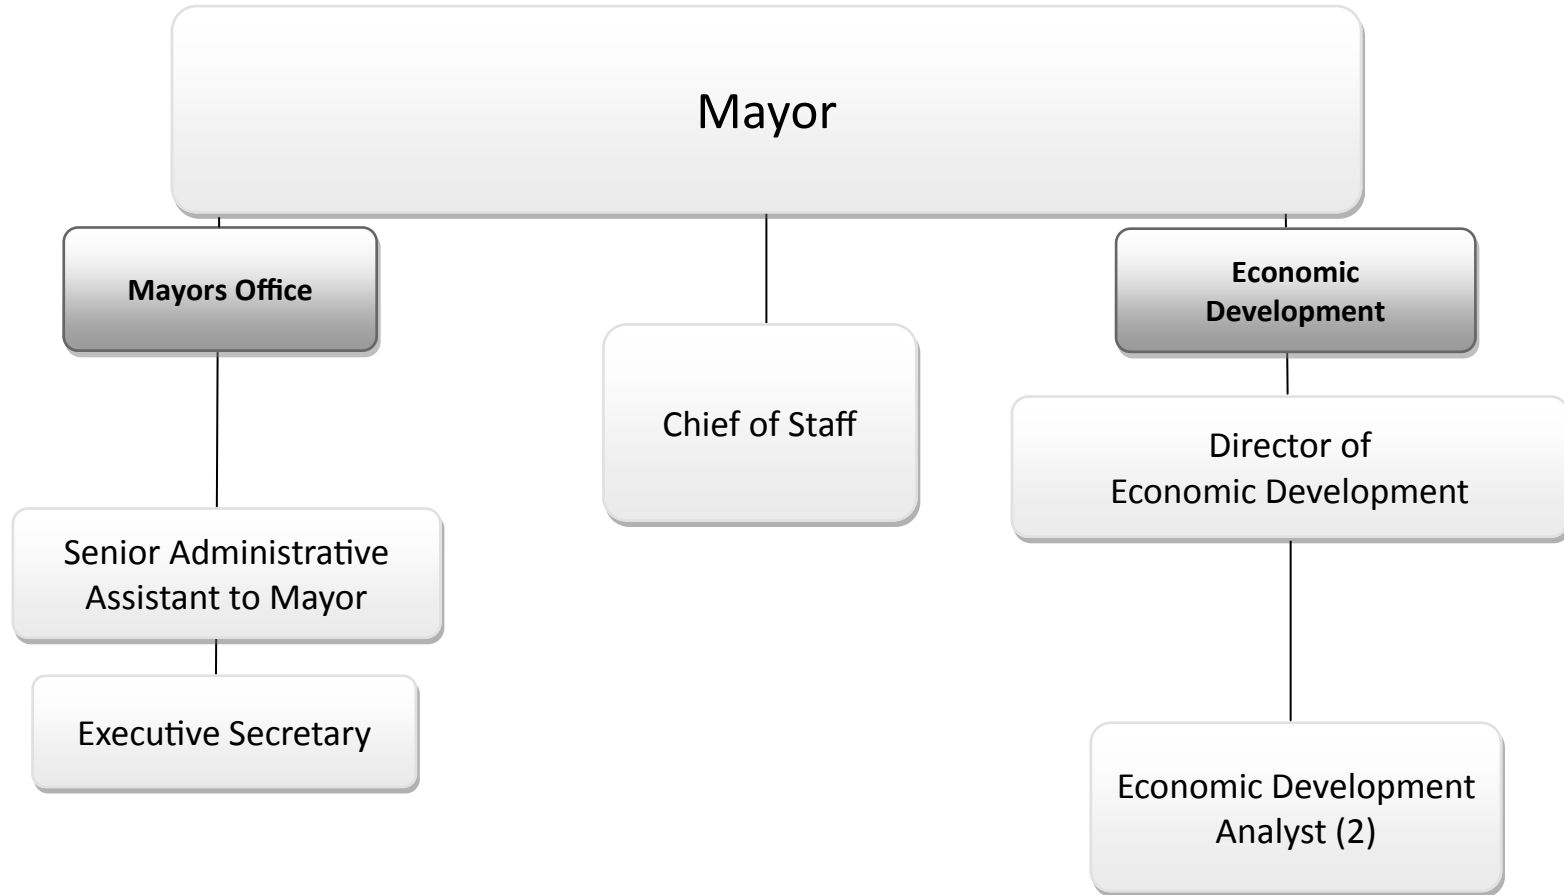 Mayor
Mayors Office
Economic
Development
Chief of Staff
Director of
Economic Development
Senior Administrative
Assistant to Mayor
Executive Secretary
Economic Development
Analyst (2)